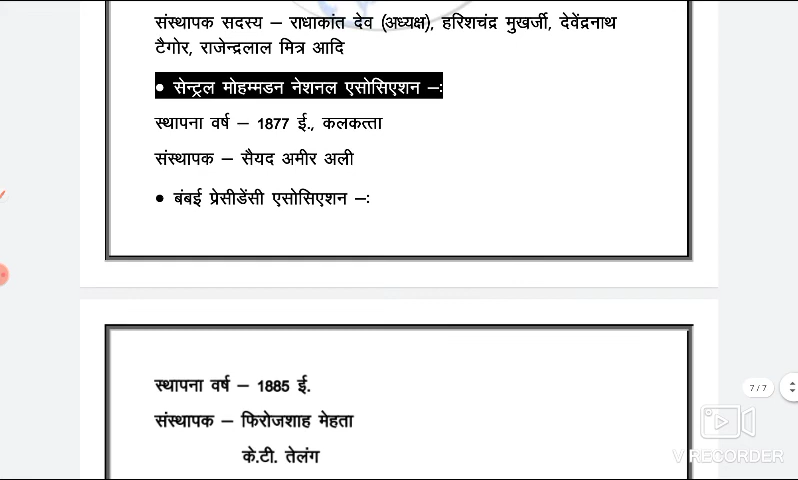 संस्थापक सदस्य – राधाकांत देव (अध्यक्ष), हरिशचंद्र मुखर्जी, देवेंद्रनाथ
टैगोर, राजेन्द्रलाल मित्र आदि
• सेन्ट्रल मोहम्मडन नेशनल एसोसिएशन –:
स्थापना वर्ष – 1877 ई., कलकत्ता
संस्थापक – सैयद अमीर अली
• बंबई प्रेसीडेंसी एसोसिएशन –:
स्थापना वर्ष – 1885 ई.
7 / 7
संस्थापक – फिरोजशाह मेहता
के.टी. तेलंग
V RECORDER